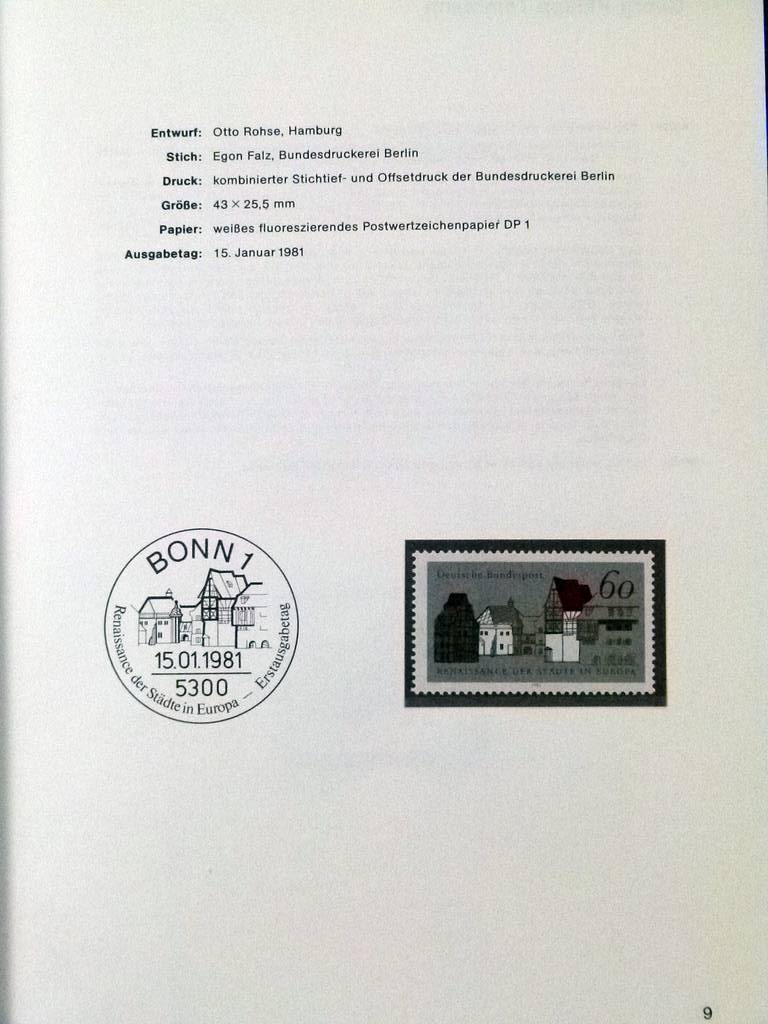 Entwurf: Otto Rohse, Hamburg
Stich: Egon Falz, Bundesdruckerei Berlin
Druck: kombinierter Stichtief- und Offsetdruck der Bundesdruckerei Berlin
Größe: 43 × 25,5 mm
Papier: weißes fluoreszierendes Postwertzeichenpapier DP 1
Ausgabetag: 15. Januar 1981
BONN 1
15.01.1981
5300
Renaissance der Städte in Europa — Erstausgabetag
Deutsche Bundespost
60
RENAISSANCE DER STÄDTE IN EUROPA
9